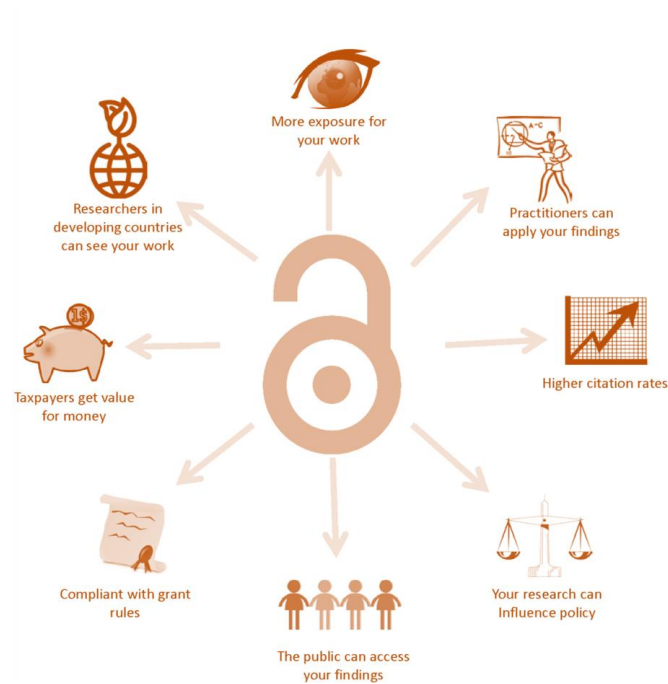 More exposure for
your work
Practitioners can
apply your findings
Higher citation rates
Your research can
Influence policy
The public can access
your findings
Compliant with grant
rules
Taxpayers get value
for money
1$
Researchers in
developing countries
can see your work
A-C